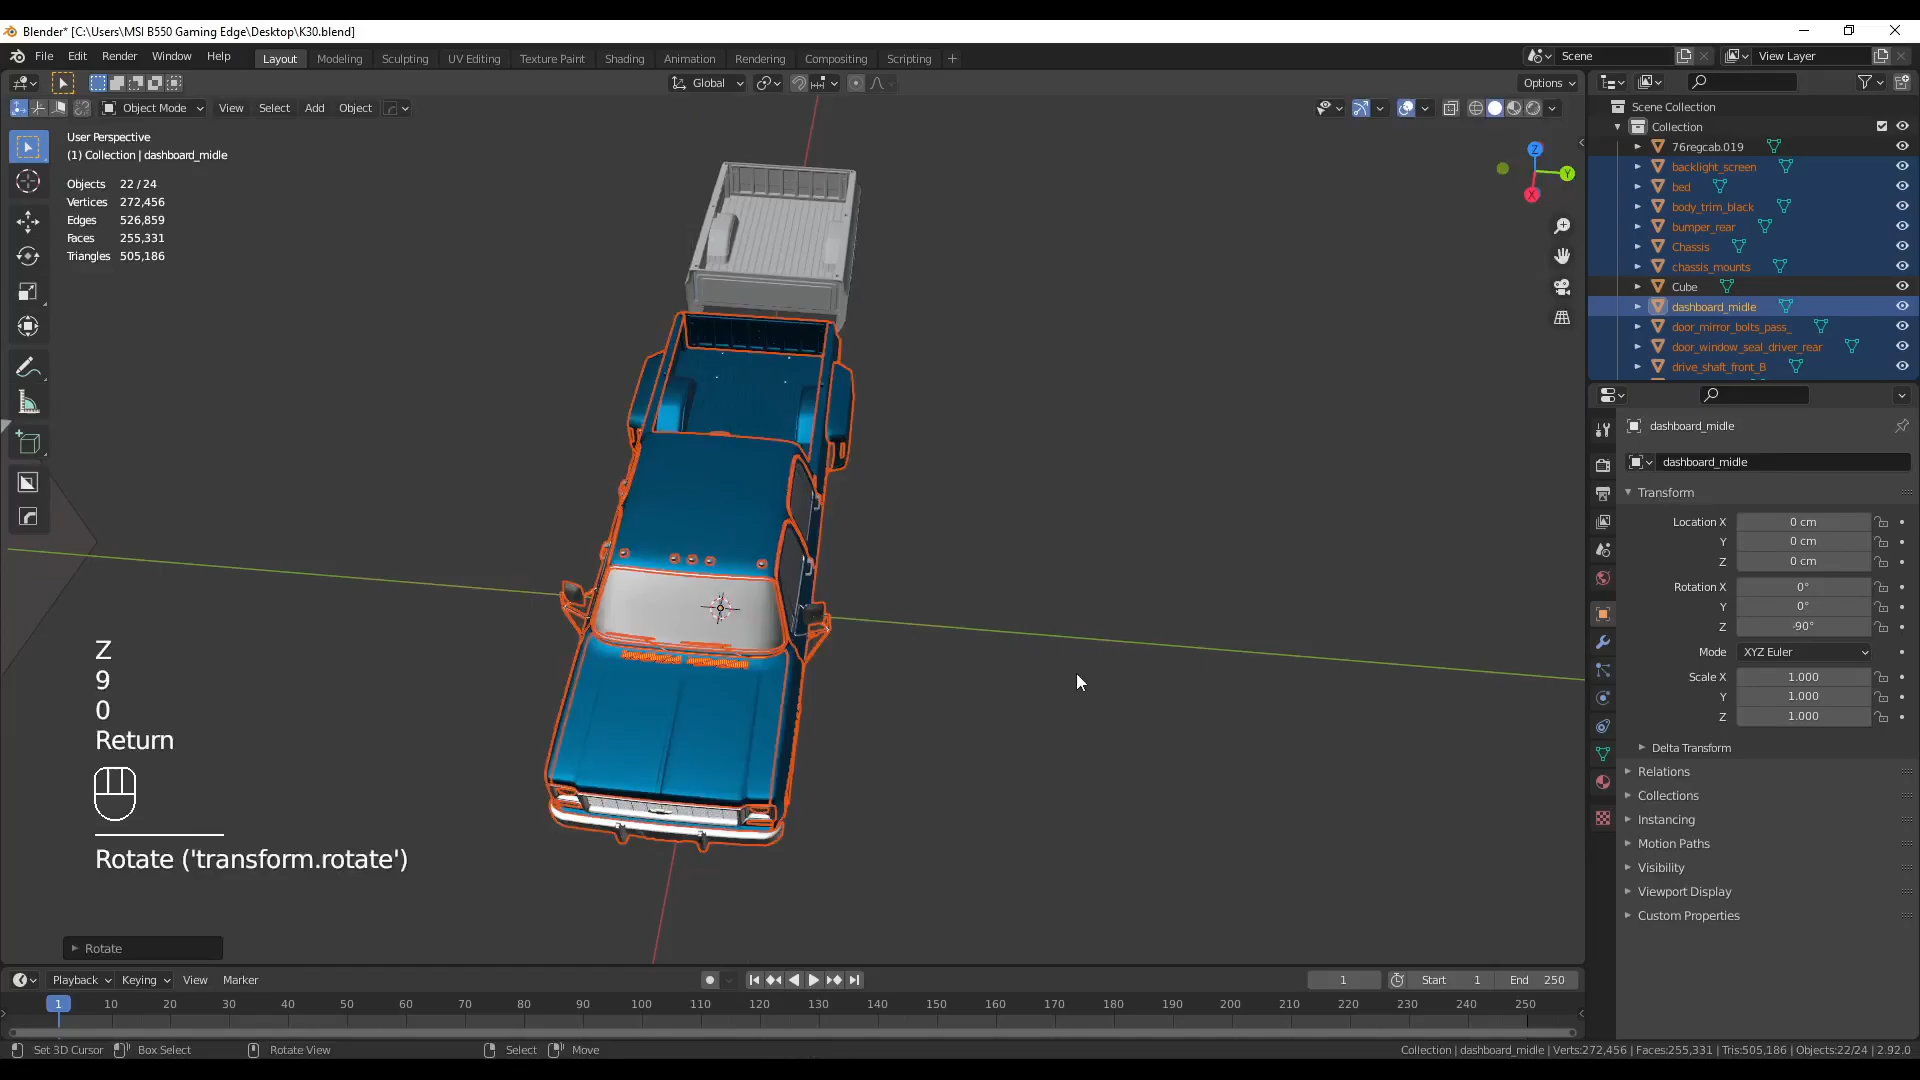 Blender* [C:\Users\MSI B550 Gaming Edge\Desktop\K30.blend]
File Edit Render Window Help
Layout Modeling Sculpting UV Editing Texture Paint Shading Animation Rendering Compositing Scripting +
Scene
View Layer
Global
Options
Object Mode View Select Add Object
User Perspective
(1) Collection | dashboard_midle
Objects 22 / 24
Vertices 272,456
Edges 526,859
Faces 255,331
Triangles 505,186
Z
Y
X
Z
9
0
Return
Rotate ('transform.rotate')
Rotate
Scene Collection
Collection
76regcab.019
backlight_screen
bed
body_trim_black
bumper_rear
Chassis
chassis_mounts
Cube
dashboard_midle
door_mirror_bolts_pass_
door_window_seal_driver_rear
drive_shaft_front_B
dashboard_midle
dashboard_midle
Transform
Location X 0 cm
Y 0 cm
Z 0 cm
Rotation X 0°
Y 0°
Z -90°
Mode XYZ Euler
Scale X 1.000
Y 1.000
Z 1.000
Delta Transform
Relations
Collections
Instancing
Motion Paths
Visibility
Viewport Display
Custom Properties
Playback Keying View Marker
1
Start 1
End 250
1 10 20 30 40 50 60 70 80 90 100 110 120 130 140 150 160 170 180 190 200 210 220 230 240 250
Set 3D Cursor Box Select Rotate View Select Move
Collection | dashboard_midle | Verts:272,456 | Faces:255,331 | Tris:505,186 | Objects:22/24 | 2.92.0